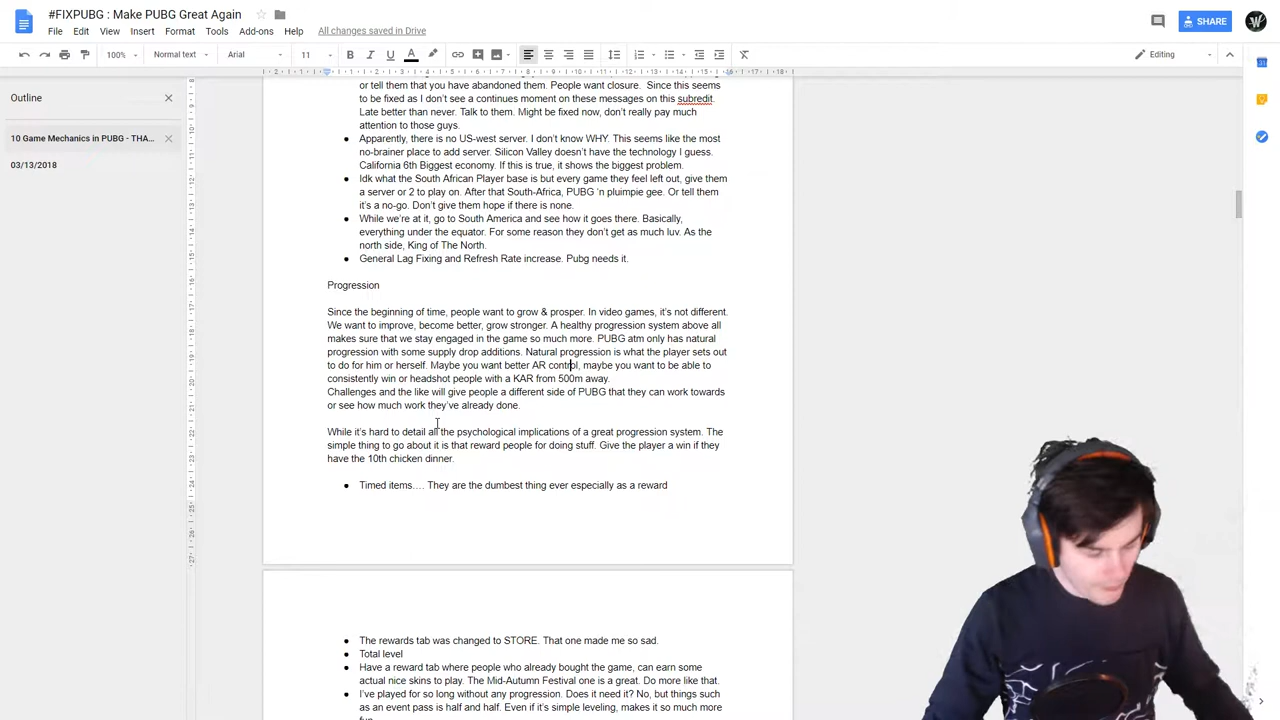 #FIXPUBG : Make PUBG Great Again
File Edit View Insert Format Tools Add-ons Help All changes saved in Drive
SHARE
100% Normal text Arial 11 B I U A Editing
Outline
10 Game Mechanics in PUBG - THA...
03/13/2018
or tell them that you have abandoned them. People want closure. Since this seems
to be fixed as I don't see a continues moment on these messages on this subredit.
Late better than never. Talk to them. Might be fixed now, don't really pay much
attention to those guys.
● Apparently, there is no US-west server. I don't know WHY. This seems like the most
no-brainer place to add server. Silicon Valley doesn't have the technology I guess.
California 6th Biggest economy. If this is true, it shows the biggest problem.
● Idk what the South African Player base is but every game they feel left out, give them
a server or 2 to play on. After that South-Africa, PUBG 'n pluimpie gee. Or tell them
it's a no-go. Don't give them hope if there is none.
● While we're at it, go to South America and see how it goes there. Basically,
everything under the equator. For some reason they don't get as much luv. As the
north side, King of The North.
● General Lag Fixing and Refresh Rate increase. Pubg needs it.
Progression
Since the beginning of time, people want to grow & prosper. In video games, it's not different.
We want to improve, become better, grow stronger. A healthy progression system above all
makes sure that we stay engaged in the game so much more. PUBG atm only has natural
progression with some supply drop additions. Natural progression is what the player sets out
to do for him or herself. Maybe you want better AR control, maybe you want to be able to
consistently win or headshot people with a KAR from 500m away.
Challenges and the like will give people a different side of PUBG that they can work towards
or see how much work they've already done.
While it's hard to detail all the psychological implications of a great progression system. The
simple thing to go about it is that reward people for doing stuff. Give the player a win if they
have the 10th chicken dinner.
● Timed items.... They are the dumbest thing ever especially as a reward
● The rewards tab was changed to STORE. That one made me so sad.
● Total level
● Have a reward tab where people who already bought the game, can earn some
actual nice skins to play. The Mid-Autumn Festival one is a great. Do more like that.
● I've played for so long without any progression. Does it need it? No, but things such
as an event pass is half and half. Even if it's simple leveling, makes it so much more